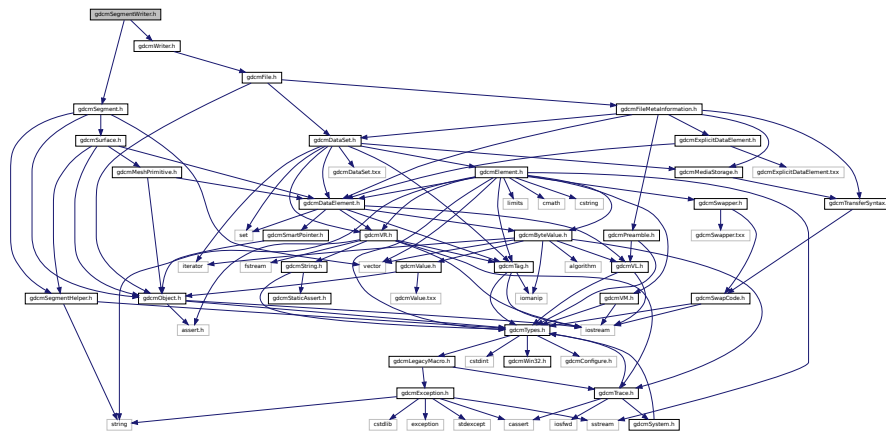 gdcmSegmentWriter.h
gdcmWriter.h
gdcmFile.h
gdcmSegment.h
gdcmFileMetaInformation.h
gdcmSurface.h
gdcmDataSet.h
gdcmExplicitDataElement.h
gdcmMeshPrimitive.h
gdcmDataSet.txx
gdcmElement.h
gdcmMediaStorage.h
gdcmExplicitDataElement.txx
gdcmDataElement.h
limits
cmath
cstring
gdcmSwapper.h
gdcmTransferSyntax.
set
gdcmSmartPointer.h
gdcmVR.h
gdcmByteValue.h
gdcmPreamble.h
gdcmSwapper.txx
iterator
fstream
gdcmString.h
vector
gdcmValue.h
gdcmTag.h
algorithm
gdcmVL.h
gdcmSegmentHelper.h
gdcmObject.h
gdcmStaticAssert.h
gdcmValue.txx
iomanip
gdcmVM.h
gdcmSwapCode.h
assert.h
gdcmTypes.h
iostream
gdcmLegacyMacro.h
cstdint
gdcmWin32.h
gdcmConfigure.h
gdcmException.h
gdcmTrace.h
string
cstdlib
exception
stdexcept
cassert
iosfwd
sstream
gdcmSystem.h